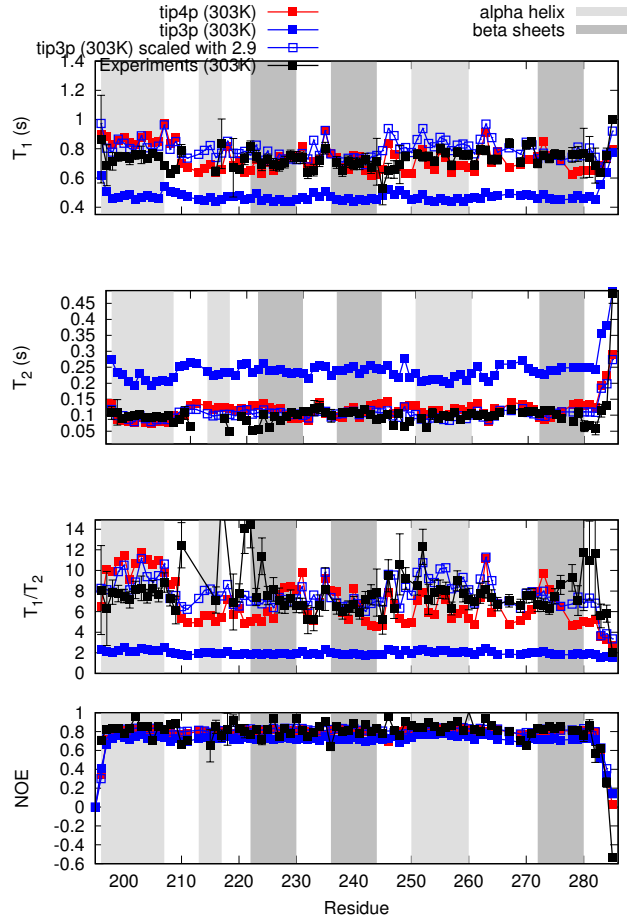 tip4p (303K)
tip3p (303K)
tip3p (303K) scaled with 2.9
Experiments (303K)
alpha helix
beta sheets
1.4
1.2
1
0.8
0.6
0.4
T1 (s)
0.45
0.4
0.35
0.3
0.25
0.2
0.15
0.1
0.05
T2 (s)
14
12
10
8
6
4
2
0
T1/T2
1
0.8
0.6
0.4
0.2
0
-0.2
-0.4
-0.6
NOE
200 210 220 230 240 250 260 270 280
Residue